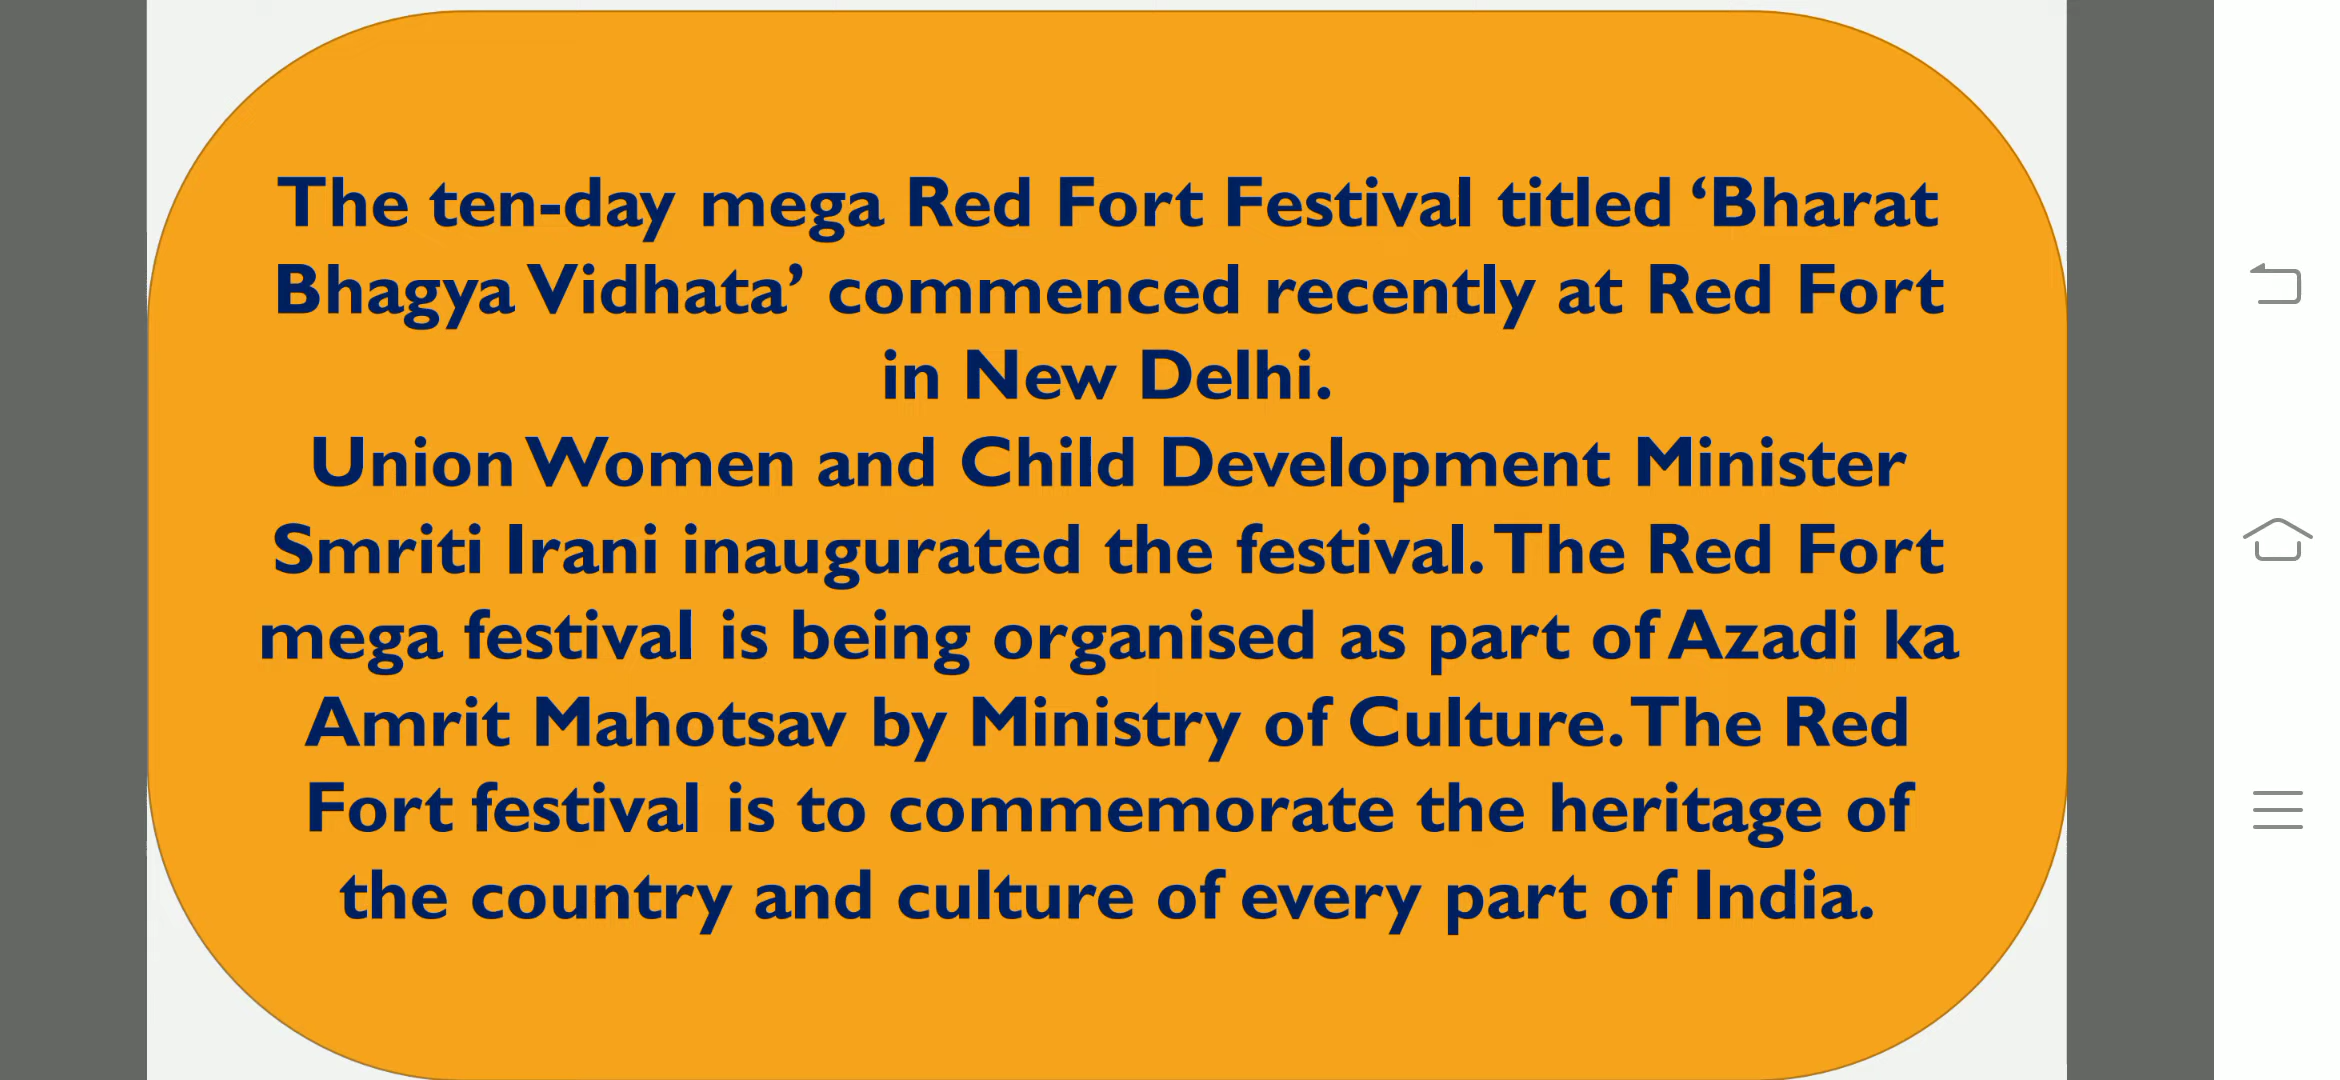 The ten-day mega Red Fort Festival titled ‘Bharat
Bhagya Vidhata’ commenced recently at Red Fort
in New Delhi.
Union Women and Child Development Minister
Smriti Irani inaugurated the festival. The Red Fort
mega festival is being organised as part of Azadi ka
Amrit Mahotsav by Ministry of Culture. The Red
Fort festival is to commemorate the heritage of
the country and culture of every part of India.